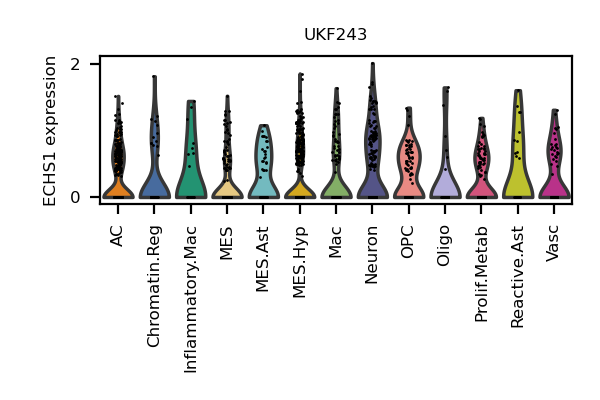 UKF243
ECHS1 expression
2
0
AC
Chromatin.Reg
Inflammatory.Mac
MES
MES.Ast
MES.Hyp
Mac
Neuron
OPC
Oligo
Prolif.Metab
Reactive.Ast
Vasc